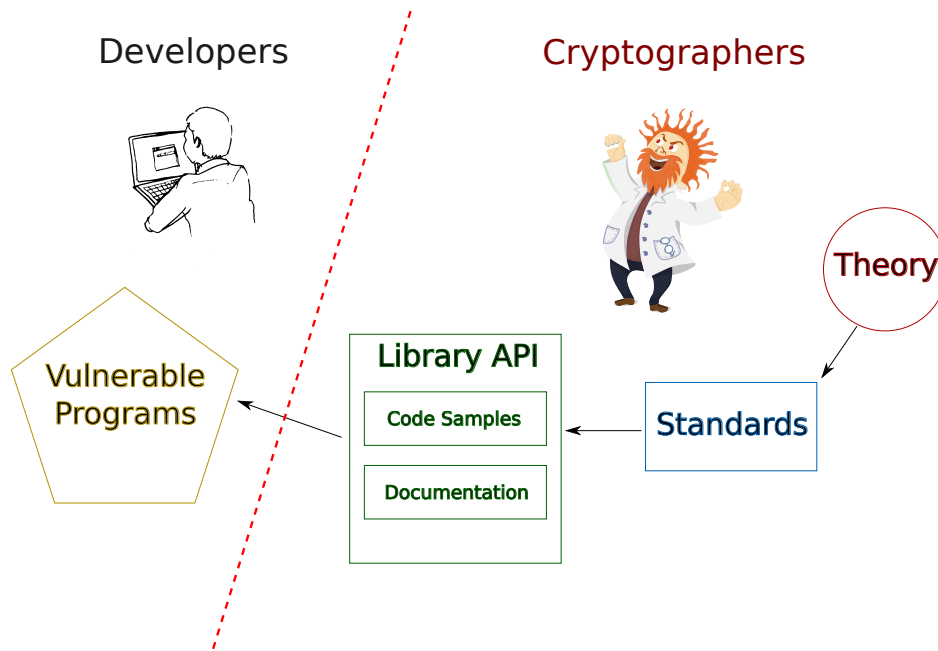 Developers
Cryptographers
Theory
Library API
Vulnerable
Programs
Code Samples
Standards
Documentation